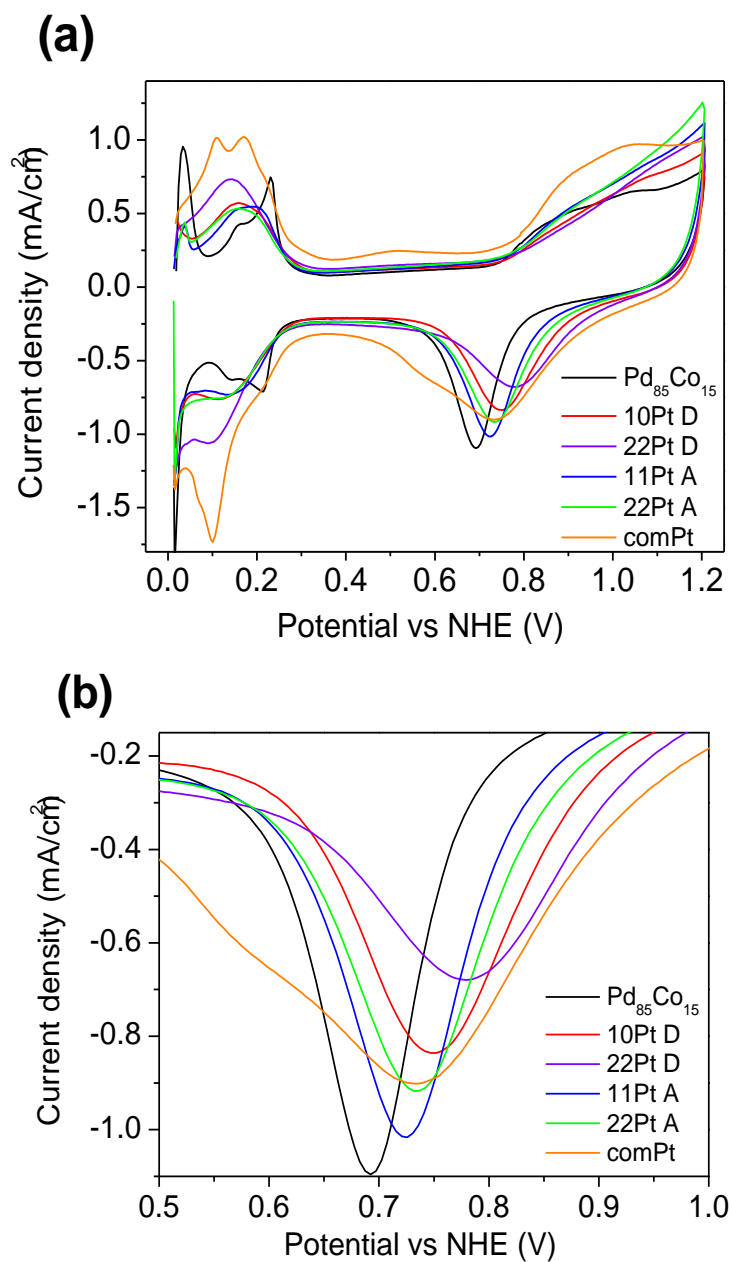 (a)
1.0
0.5
0.0
-0.5
-1.0
-1.5
Current density (mA/cm²)
Pd₈₅Co₁₅
10Pt D
22Pt D
11Pt A
22Pt A
comPt
0.0 0.2 0.4 0.6 0.8 1.0 1.2
Potential vs NHE (V)
(b)
-0.2
-0.4
-0.6
-0.8
-1.0
Current density (mA/cm²)
Pd₈₅Co₁₅
10Pt D
22Pt D
11Pt A
22Pt A
comPt
0.5 0.6 0.7 0.8 0.9 1.0
Potential vs NHE (V)